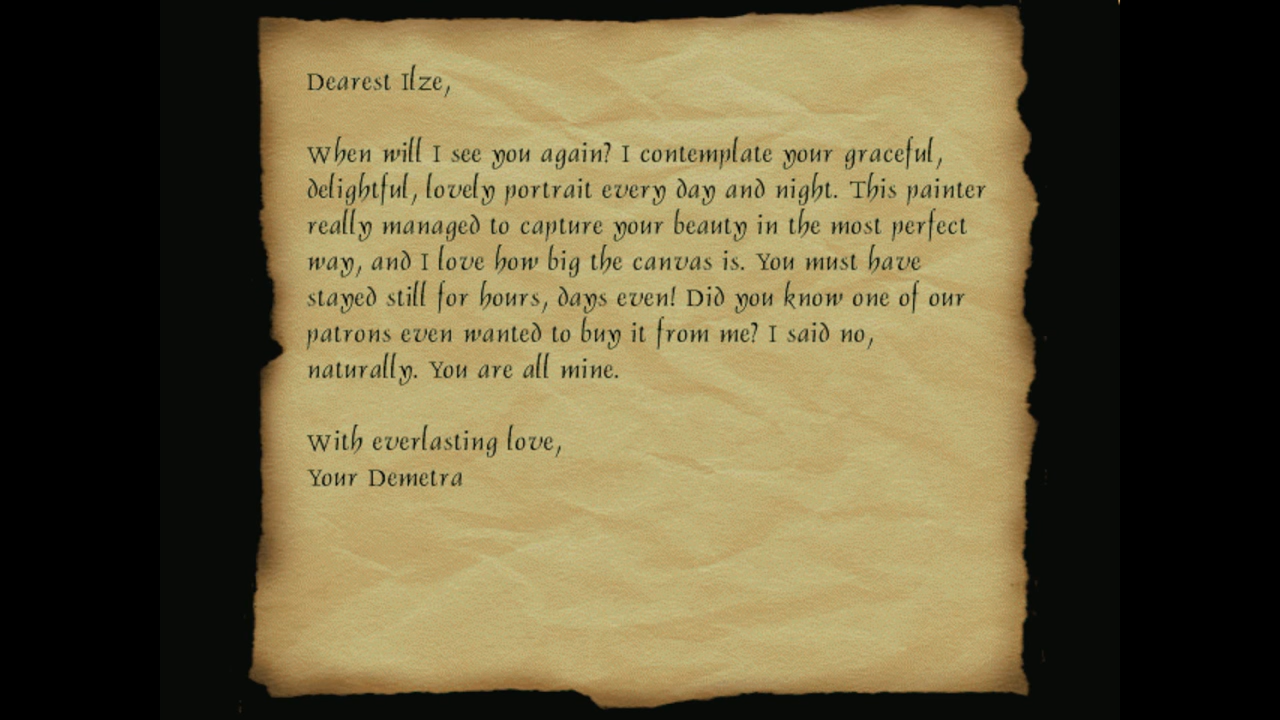 Dearest Ilze,
When will I see you again? I contemplate your graceful,
delightful, lovely portrait every day and night. This painter
really managed to capture your beauty in the most perfect
way, and I love how big the canvas is. You must have
stayed still for hours, days even! Did you know one of our
patrons even wanted to buy it from me? I said no,
naturally. You are all mine.
With everlasting love,
Your Demetra